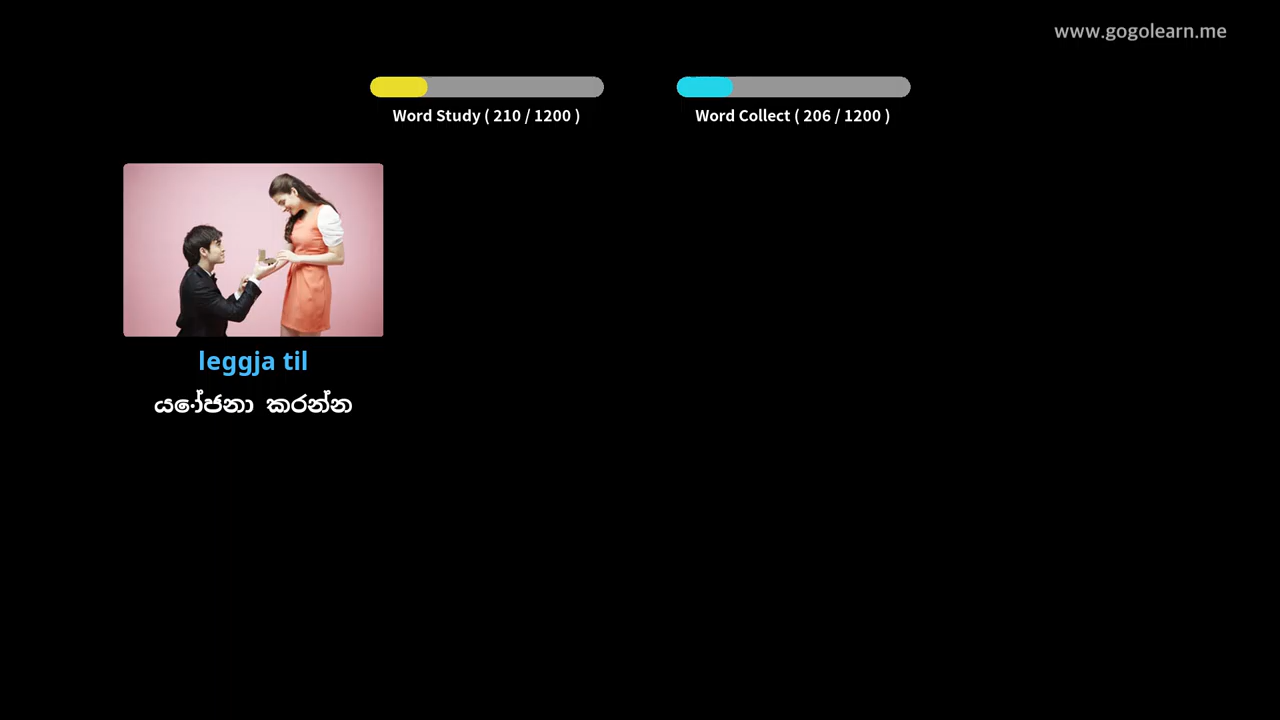 www.gogolearn.me
Word Study ( 210 / 1200 )
Word Collect ( 206 / 1200 )
leggja til
යෝජනා කරන්න